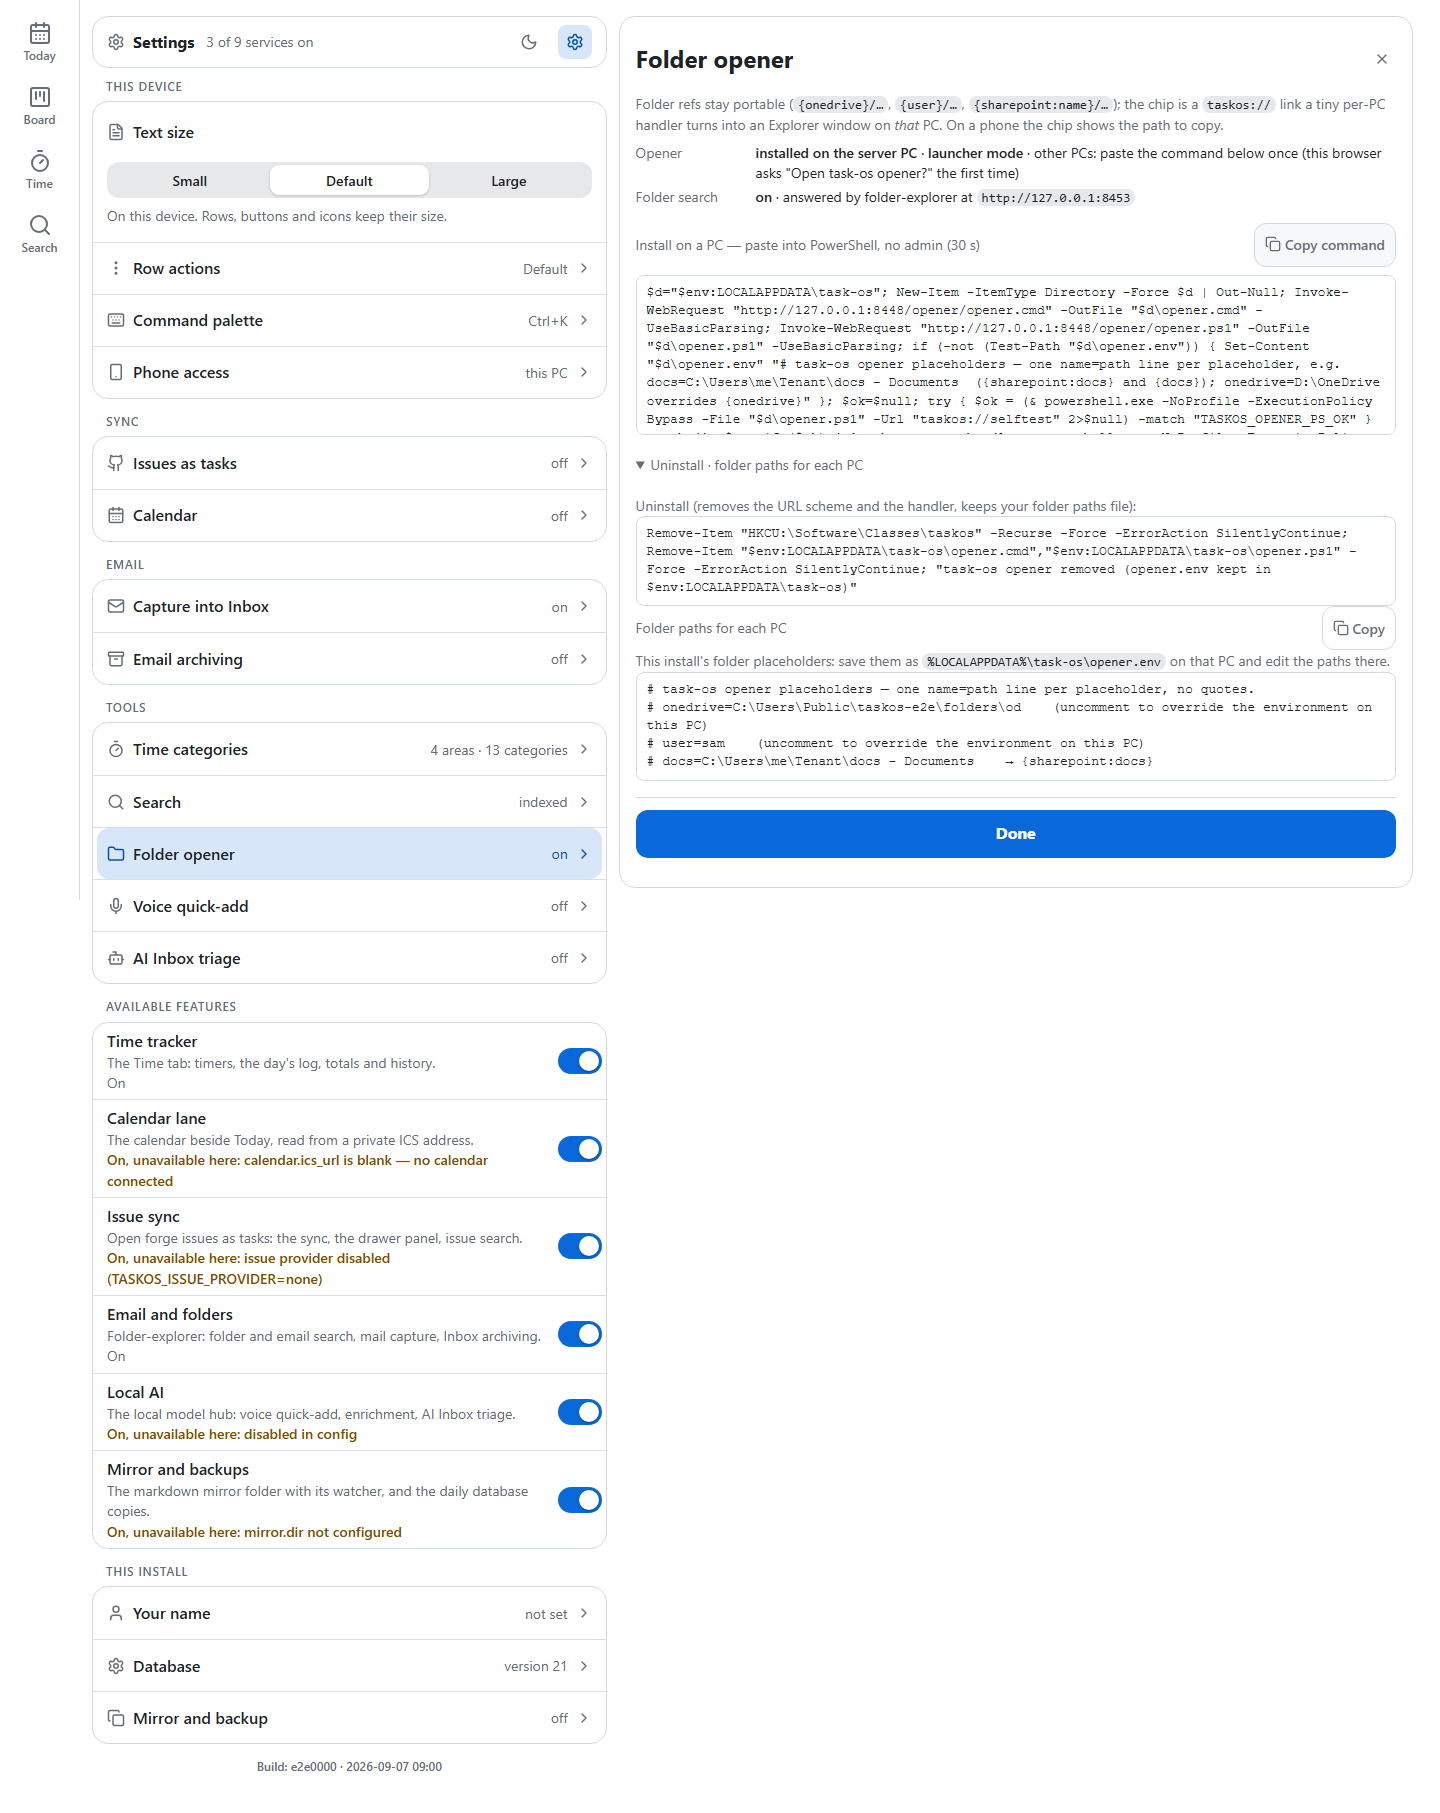 Today
Board
Time
Search
Settings 3 of 9 services on
THIS DEVICE
Text size
Small Default Large
On this device. Rows, buttons and icons keep their size.
Row actions Default
Command palette Ctrl+K
Phone access this PC
SYNC
Issues as tasks off
Calendar off
EMAIL
Capture into Inbox on
Email archiving off
TOOLS
Time categories 4 areas · 13 categories
Search indexed
Folder opener on
Voice quick-add off
AI Inbox triage off
AVAILABLE FEATURES
Time tracker
The Time tab: timers, the day's log, totals and history.
On
Calendar lane
The calendar beside Today, read from a private ICS address.
On, unavailable here: calendar.ics_url is blank — no calendar
connected
Issue sync
Open forge issues as tasks: the sync, the drawer panel, issue search.
On, unavailable here: issue provider disabled
(TASKOS_ISSUE_PROVIDER=none)
Email and folders
Folder-explorer: folder and email search, mail capture, Inbox archiving.
On
Local AI
The local model hub: voice quick-add, enrichment, AI Inbox triage.
On, unavailable here: disabled in config
Mirror and backups
The markdown mirror folder with its watcher, and the daily database
copies.
On, unavailable here: mirror.dir not configured
THIS INSTALL
Your name not set
Database version 21
Mirror and backup off
Build: e2e0000 · 2026-09-07 09:00
Folder opener
Folder refs stay portable ( {onedrive}/… , {user}/… , {sharepoint:name}/… ); the chip is a taskos:// link a tiny per-PC
handler turns into an Explorer window on that PC. On a phone the chip shows the path to copy.
Opener installed on the server PC · launcher mode · other PCs: paste the command below once (this browser
asks "Open task-os opener?" the first time)
Folder search on · answered by folder-explorer at http://127.0.0.1:8453
Install on a PC — paste into PowerShell, no admin (30 s) Copy command
$d="$env:LOCALAPPDATA\task-os"; New-Item -ItemType Directory -Force $d | Out-Null; Invoke-
WebRequest "http://127.0.0.1:8448/opener/opener.cmd" -OutFile "$d\opener.cmd" -
UseBasicParsing; Invoke-WebRequest "http://127.0.0.1:8448/opener/opener.ps1" -OutFile
"$d\opener.ps1" -UseBasicParsing; if (-not (Test-Path "$d\opener.env")) { Set-Content
"$d\opener.env" "# task-os opener placeholders — one name=path line per placeholder, e.g.
docs=C:\Users\me\Tenant\docs - Documents  ({sharepoint:docs} and {docs}); onedrive=D:\OneDrive
overrides {onedrive}" }; $ok=$null; try { $ok = (& powershell.exe -NoProfile -ExecutionPolicy
Bypass -File "$d\opener.ps1" -Url "taskos://selftest" 2>$null) -match "TASKOS_OPENER_PS_OK" }
▼ Uninstall · folder paths for each PC
Uninstall (removes the URL scheme and the handler, keeps your folder paths file):
Remove-Item "HKCU:\Software\Classes\taskos" -Recurse -Force -ErrorAction SilentlyContinue;
Remove-Item "$env:LOCALAPPDATA\task-os\opener.cmd","$env:LOCALAPPDATA\task-os\opener.ps1" -
Force -ErrorAction SilentlyContinue; "task-os opener removed (opener.env kept in
$env:LOCALAPPDATA\task-os)"
Folder paths for each PC Copy
This install's folder placeholders: save them as %LOCALAPPDATA%\task-os\opener.env on that PC and edit the paths there.
# task-os opener placeholders — one name=path line per placeholder, no quotes.
# onedrive=C:\Users\Public\taskos-e2e\folders\od    (uncomment to override the environment on
this PC)
# user=sam    (uncomment to override the environment on this PC)
# docs=C:\Users\me\Tenant\docs - Documents    → {sharepoint:docs}
Done